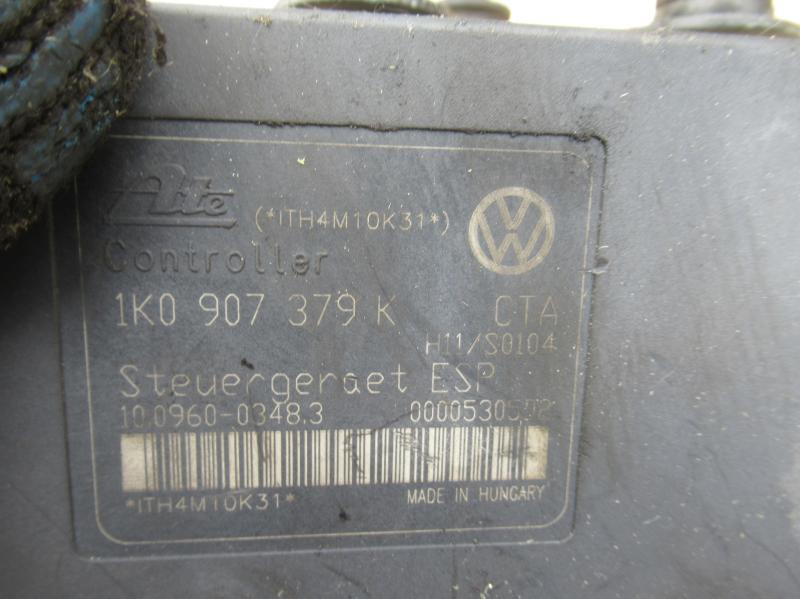 Ate (*ITH4M10K31*)
Controller
1K0 907 379 K CTA
H11/S0104
Steuergeraet ESP
10.0960-0348.3
*ITH4M10K31* MADE IN HUNGARY